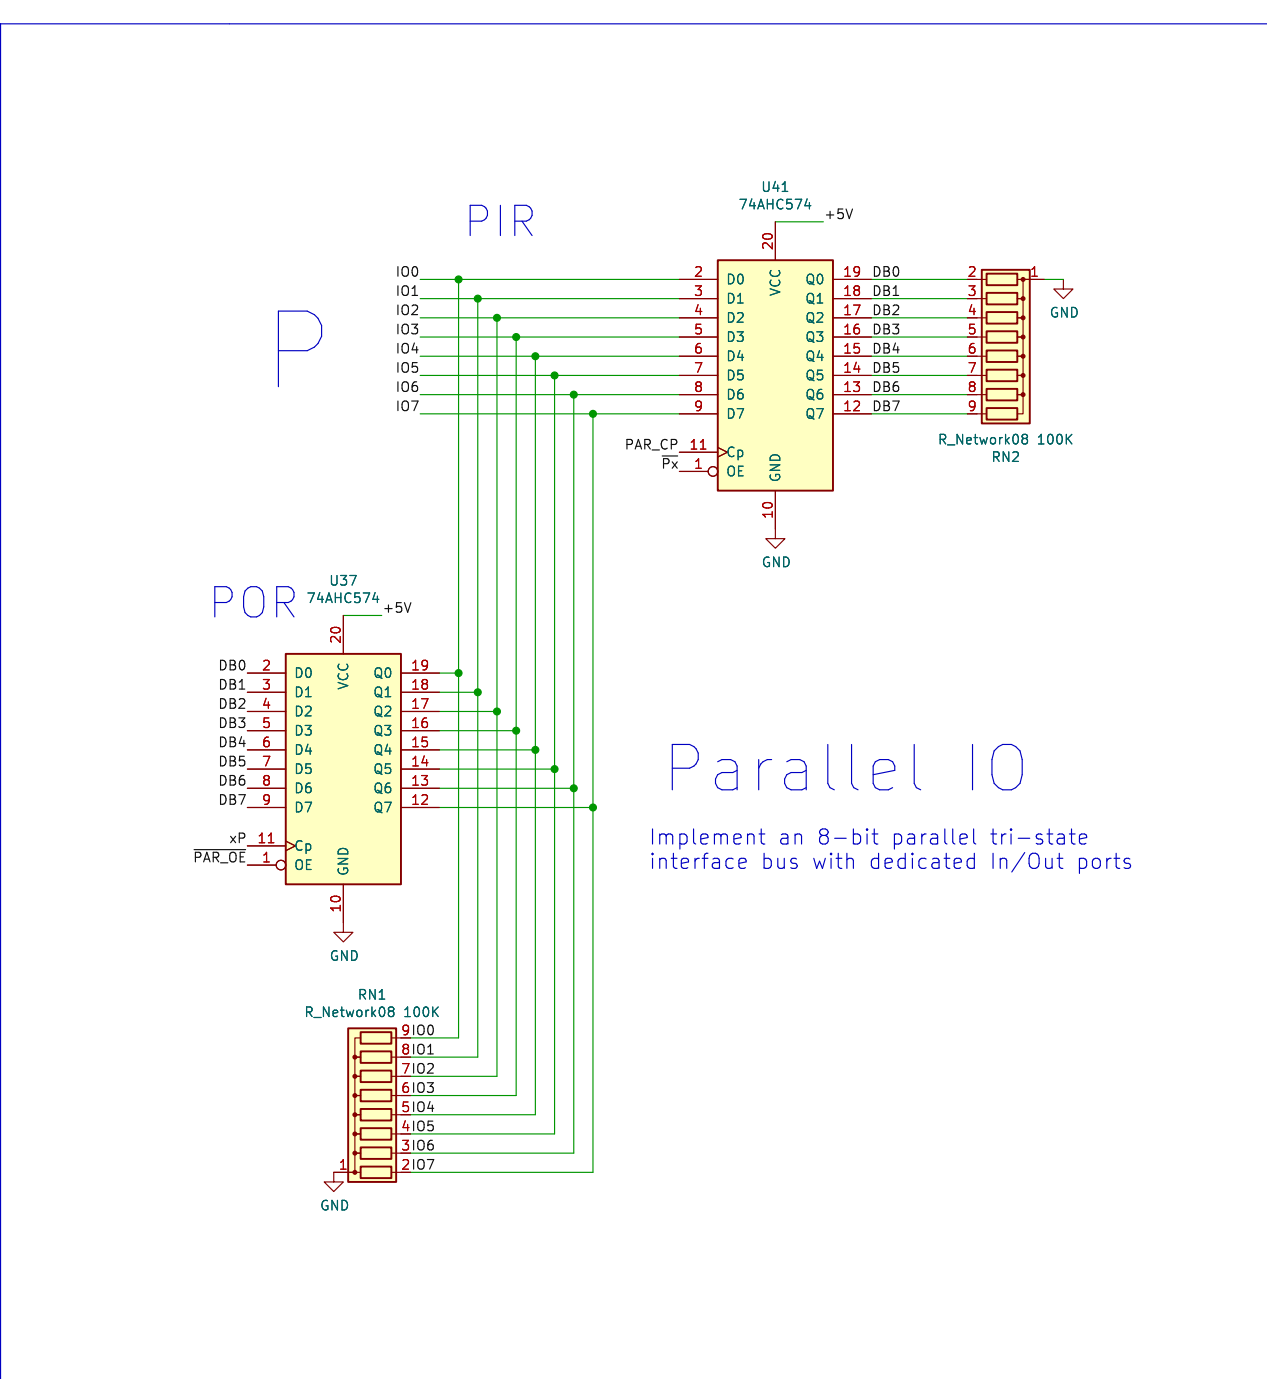 U41
74AHC574
+5V
PIR
20
VCC
IO0
IO1
IO2
IO3
IO4
IO5
IO6
IO7
P
2 D0 Q0 19 DB0 2 1
3 D1 Q1 18 DB1 3
4 D2 Q2 17 DB2 4
5 D3 Q3 16 DB3 5
6 D4 Q4 15 DB4 6
7 D5 Q5 14 DB5 7
8 D6 Q6 13 DB6 8
9 D7 Q7 12 DB7 9
GND
R_Network08 100K
RN2
PAR_CP 11 Cp
Px 1 OE
GND
10
GND
POR
U37
74AHC574
+5V
20
VCC
DB0 2 D0 Q0 19
DB1 3 D1 Q1 18
DB2 4 D2 Q2 17
DB3 5 D3 Q3 16
DB4 6 D4 Q4 15
DB5 7 D5 Q5 14
DB6 8 D6 Q6 13
DB7 9 D7 Q7 12
xP 11 Cp
PAR_OE 1 OE
GND
10
GND
Parallel IO
Implement an 8-bit parallel tri-state
interface bus with dedicated In/Out ports
RN1
R_Network08 100K
9 IO0
8 IO1
7 IO2
6 IO3
5 IO4
4 IO5
3 IO6
1 2 IO7
GND